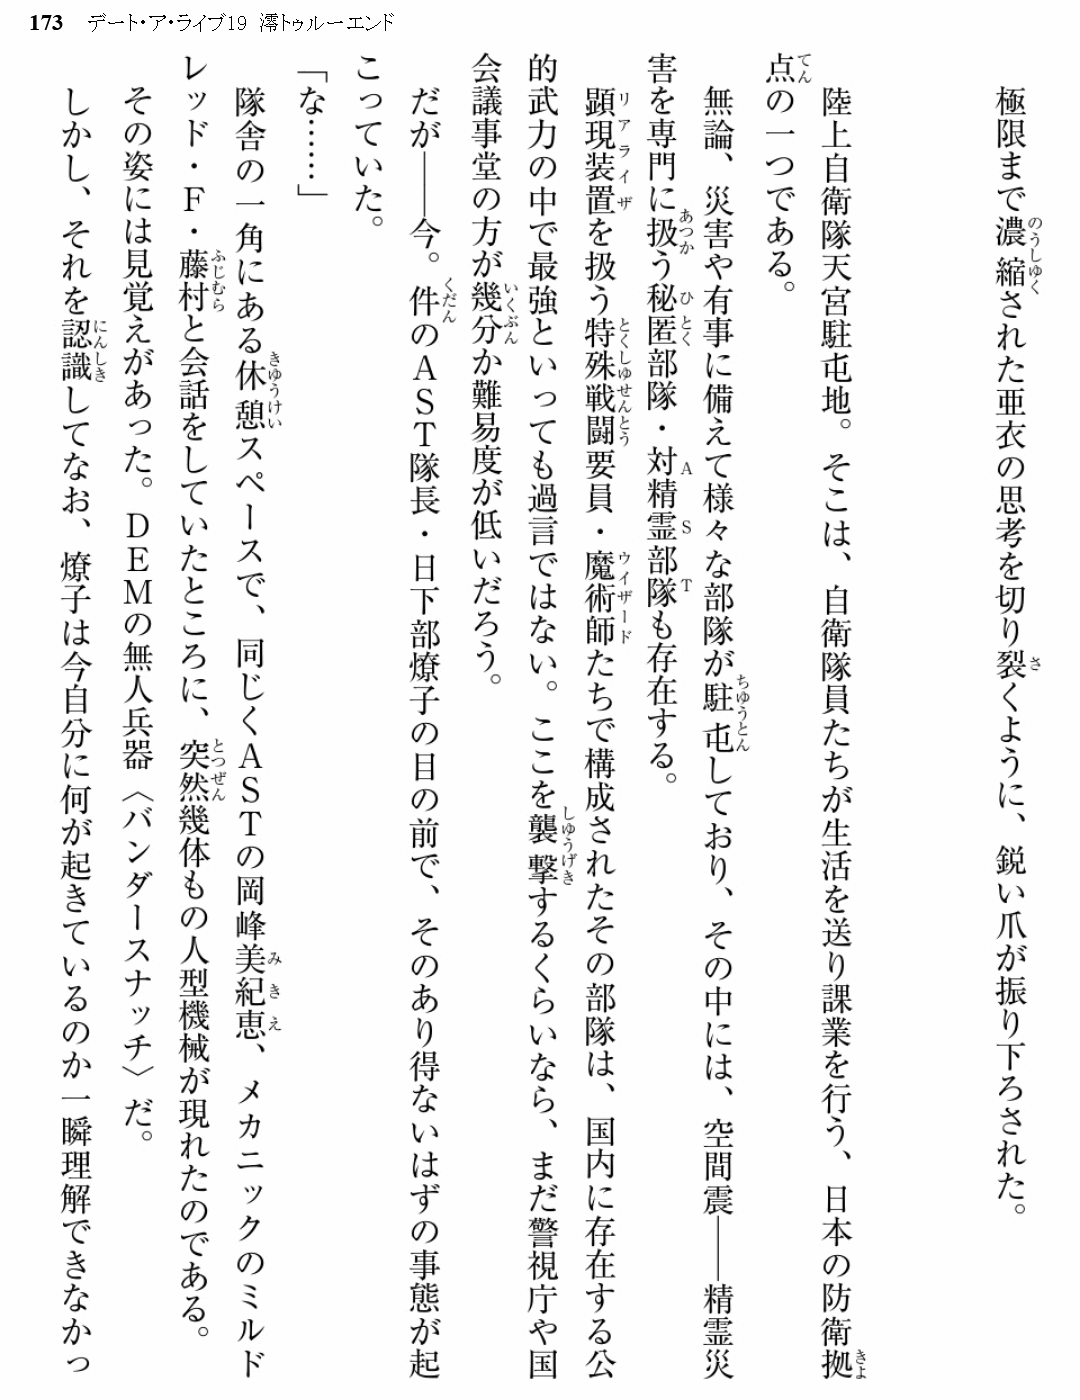 173 デート・ア・ライブ19 澪トゥルーエンド
極限まで濃縮された亜衣の思考を切り裂くように、鋭い爪が振り下ろされた。
陸上自衛隊天宮駐屯地。そこは、自衛隊員たちが生活を送り課業を行う、日本の防衛拠
点の一つである。
無論、災害や有事に備えて様々な部隊が駐屯しており、その中には、空間震――精霊災
害を専門に扱う秘匿部隊・対精霊部隊も存在する。
顕現装置を扱う特殊戦闘要員・魔術師たちで構成されたその部隊は、国内に存在する公
的武力の中で最強といっても過言ではない。ここを襲撃するくらいなら、まだ警視庁や国
会議事堂の方が幾分か難易度が低いだろう。
だが――今。件のAST隊長・日下部燎子の目の前で、そのあり得ないはずの事態が起
こっていた。
「な……」
隊舎の一角にある休憩スペースで、同じくASTの岡峰美紀恵、メカニックのミルド
レッド・F・藤村と会話をしていたところに、突然幾体もの人型機械が現れたのである。
その姿には見覚えがあった。DEMの無人兵器〈バンダースナッチ〉だ。
しかし、それを認識してなお、燎子は今自分に何が起きているのか一瞬理解できなかっ